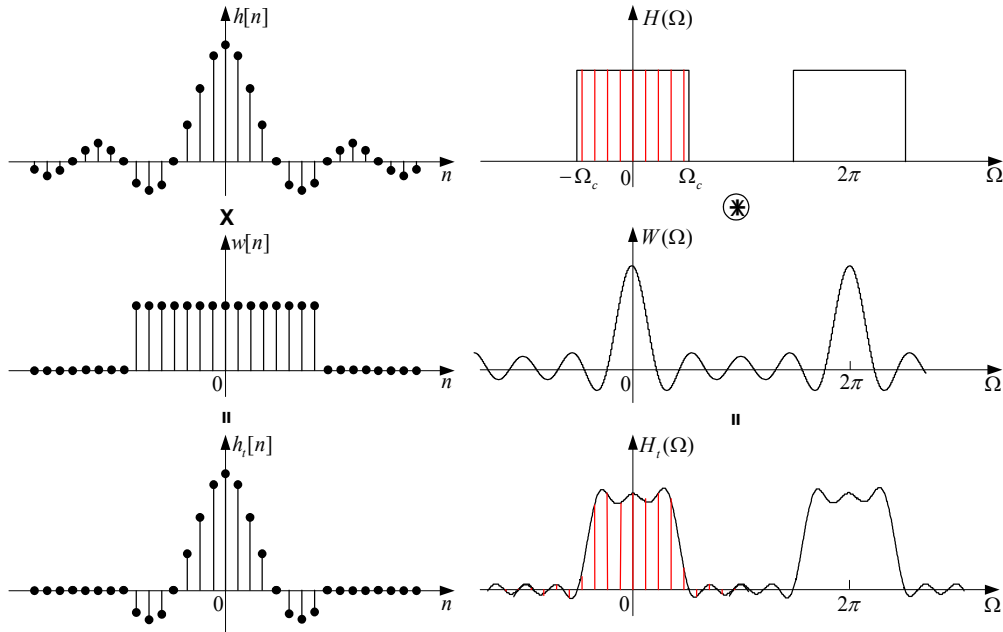 h[n]
H(Ω)
n
−Ω_c
0
Ω_c
2π
Ω
X
w[n]
W(Ω)
0
n
0
2π
Ω
=
=
h_t[n]
H_t(Ω)
0
n
0
2π
Ω